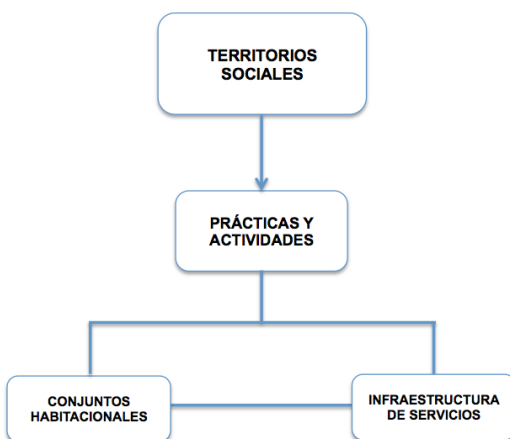 TERRITORIOS
SOCIALES
PRÁCTICAS Y
ACTIVIDADES
CONJUNTOS
HABITACIONALES
INFRAESTRUCTURA
DE SERVICIOS